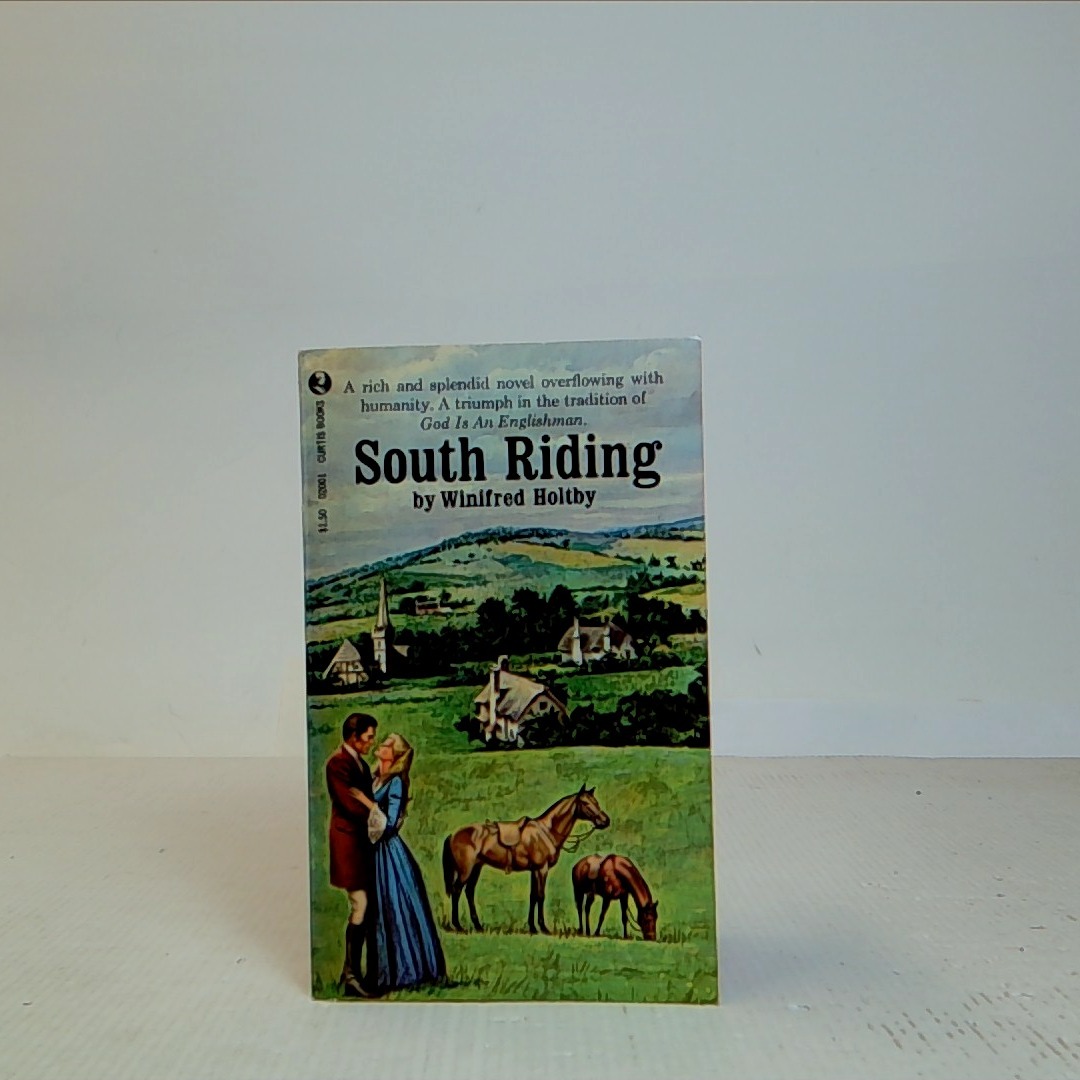 A rich and splendid novel overflowing with
humanity. A triumph in the tradition of
God Is An Englishman.
South Riding
by Winifred Holtby
CURTIS BOOKS
02001
$1.50